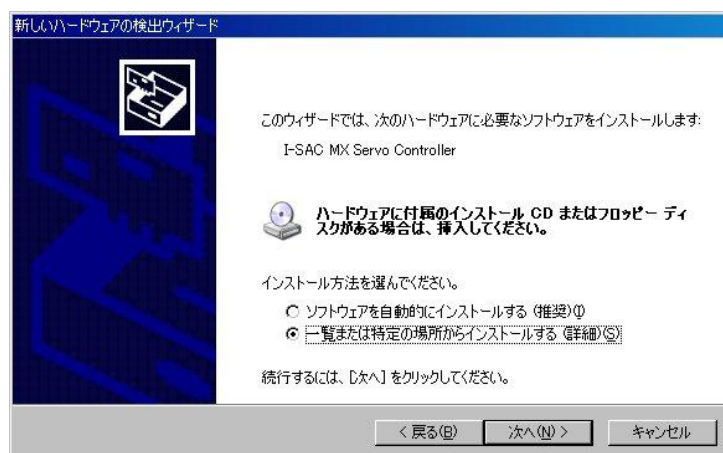 新しいハードウェアの検出ウィザード
このウィザードでは、次のハードウェアに必要なソフトウェアをインストールします:
I-SAC MX Servo Controller
ハードウェアに付属のインストール CD またはフロッピー ディ
スクがある場合は、挿入してください。
インストール方法を選んでください。
ソフトウェアを自動的にインストールする (推奨)(I)
一覧または特定の場所からインストールする (詳細)(S)
続行するには、[次へ] をクリックしてください。
< 戻る(B)
次へ(N) >
キャンセル